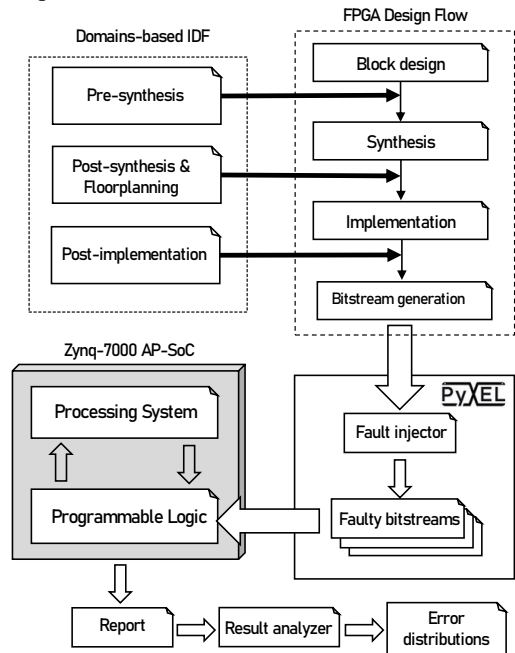 FPGA Design Flow
Domains-based IDF
Block design
Pre-synthesis
Synthesis
Post-synthesis &
Floorplanning
Implementation
Post-implementation
Bitstream generation
Zynq-7000 AP-SoC
PyXEL
Processing System
Fault injector
Programmable Logic
Faulty bitstreams
Report
Result analyzer
Error
distributions